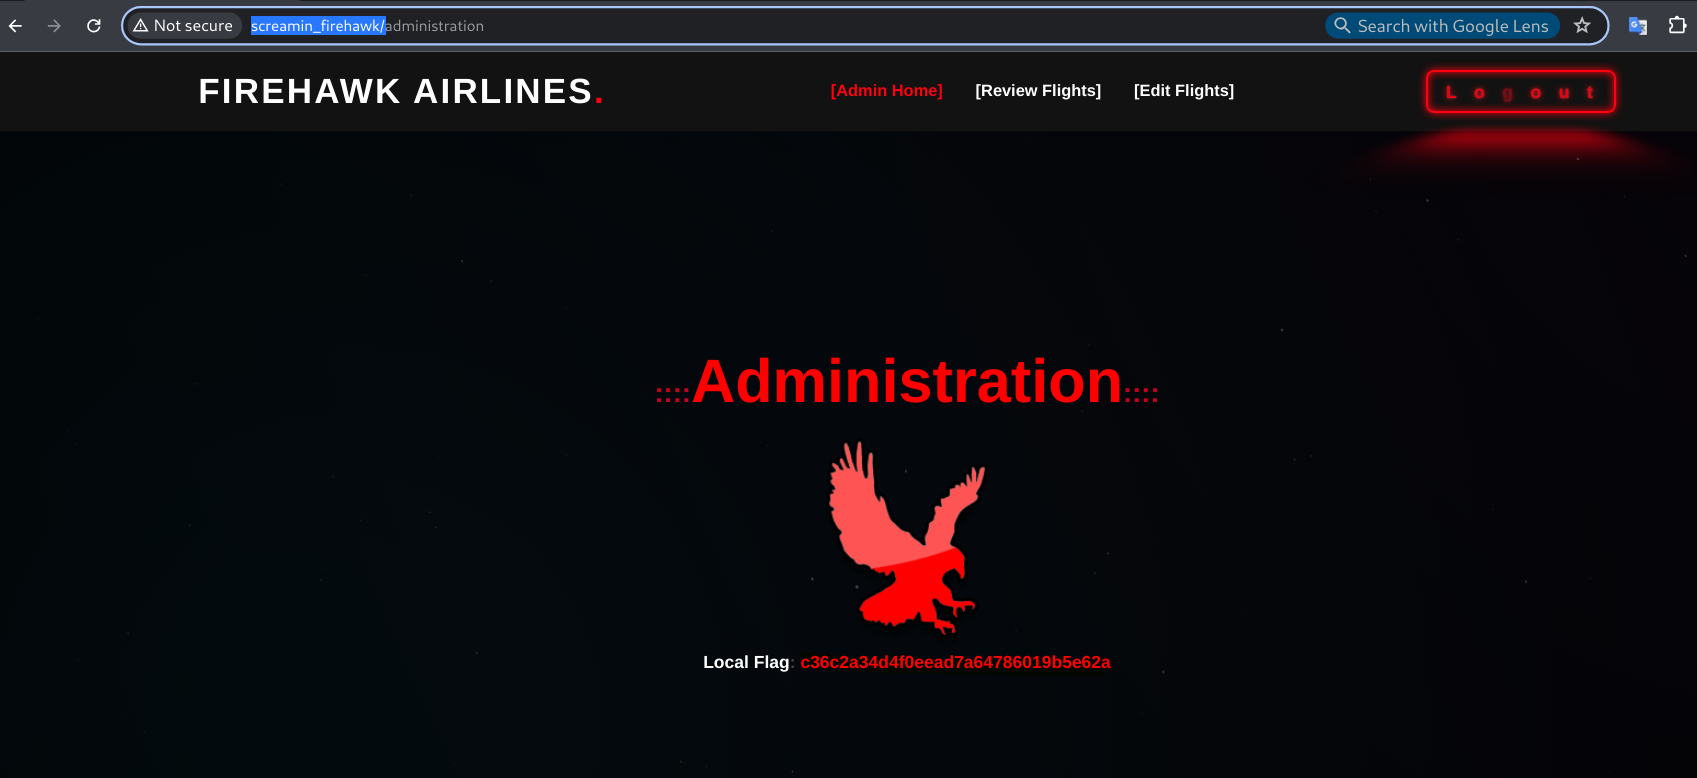 Not secure screamin_firehawk/administration Search with Google Lens
FIREHAWK AIRLINES. [Admin Home] [Review Flights] [Edit Flights] Logout
::::Administration::::
Local Flag: c36c2a34d4f0eead7a64786019b5e62a